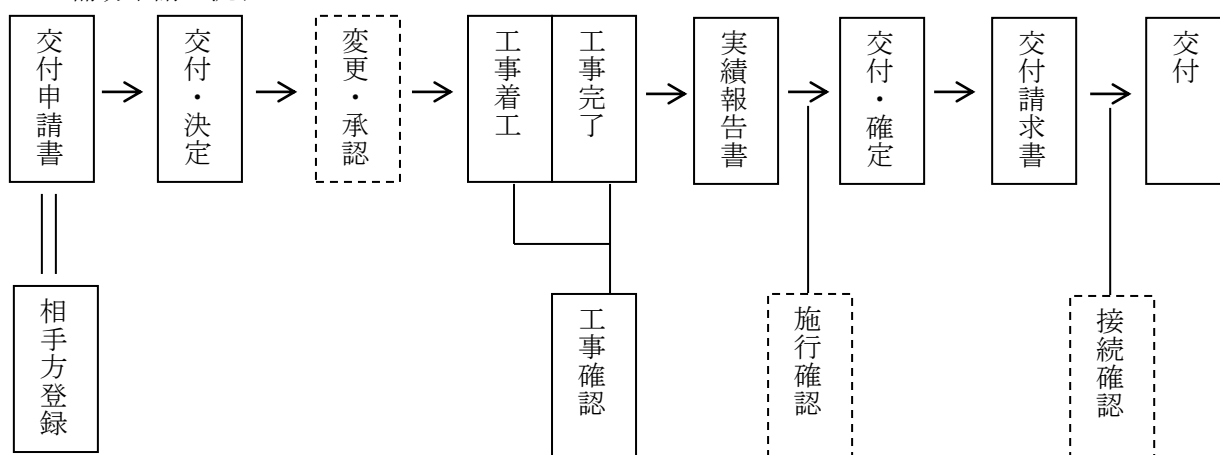 交付申請書
交付・決定
変更・承認
工事着工
工事完了
実績報告書
交付・確定
交付請求書
交付
相手方登録
工事確認
施行確認
接続確認